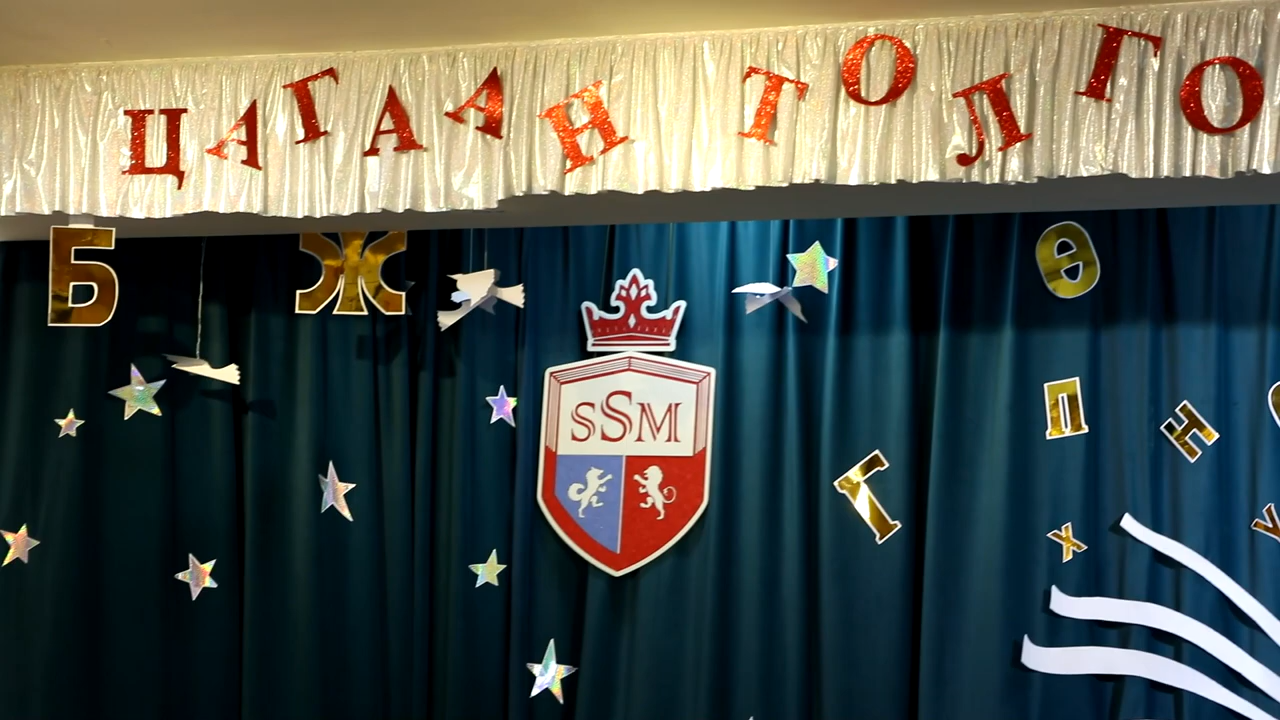 ЦАГААН ТОЛГО
Б Ж Ө
SSM
П Н
Г
Х У